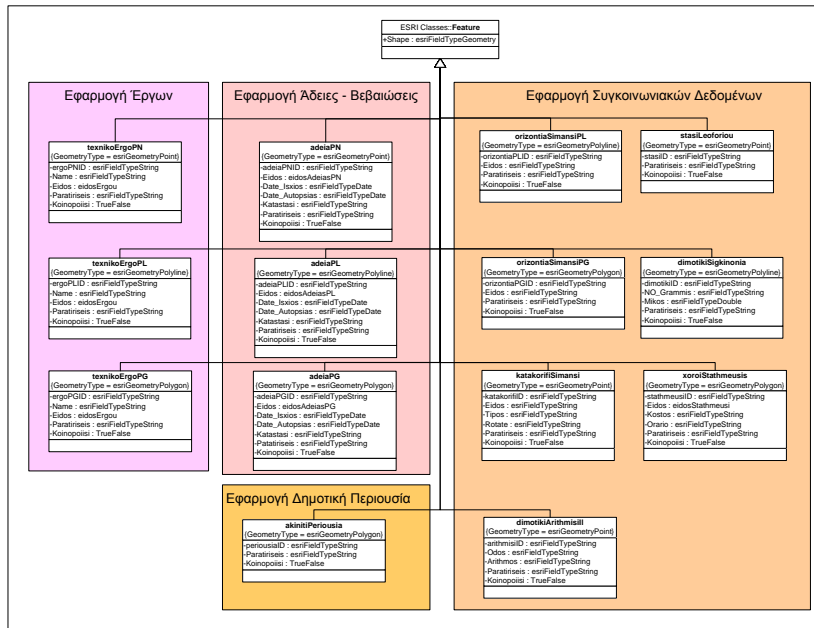 ESRI Classes::Feature
+Shape : esriFieldTypeGeometry
Εφαρμογή Έργων
texnikoErgoPN
{GeometryType = esriGeometryPoint}
-ergoPNID : esriFieldTypeString
-Name : esriFieldTypeString
-Eidos : eidosErgou
-Paratiriseis : esriFieldTypeString
-Koinopoiisi : TrueFalse
texnikoErgoPL
{GeometryType = esriGeometryPolyline}
-ergoPLID : esriFieldTypeString
-Name : esriFieldTypeString
-Eidos : eidosErgou
-Paratiriseis : esriFieldTypeString
-Koinopoiisi : TrueFalse
texnikoErgoPG
{GeometryType = esriGeometryPolygon}
-ergoPGID : esriFieldTypeString
-Name : esriFieldTypeString
-Eidos : eidosErgou
-Paratiriseis : esriFieldTypeString
-Koinopoiisi : TrueFalse
Εφαρμογή Άδειες - Βεβαιώσεις
adeiaPN
{GeometryType = esriGeometryPoint}
-adeiaPNID : esriFieldTypeString
-Eidos : eidosAdeiasPN
-Date_Isxios : esriFieldTypeDate
-Date_Autopsias : esriFieldTypeDate
-Katastasi : esriFieldTypeString
-Paratiriseis : esriFieldTypeString
-Koinopoiisi : TrueFalse
adeiaPL
{GeometryType = esriGeometryPolyline}
-adeiaPLID : esriFieldTypeString
-Eidos : eidosAdeiasPL
-Date_Isxios : esriFieldTypeDate
-Date_Autopsias : esriFieldTypeDate
-Katastasi : esriFieldTypeString
-Paratiriseis : esriFieldTypeString
-Koinopoiisi : TrueFalse
adeiaPG
{GeometryType = esriGeometryPolygon}
-adeiaPGID : esriFieldTypeString
-Eidos : eidosAdeiasPG
-Date_Isxios : esriFieldTypeDate
-Date_Autopsias : esriFieldTypeDate
-Katastasi : esriFieldTypeString
-Patatiriseis : esriFieldTypeString
-Koinopoiisi : TrueFalse
Εφαρμογή Δημοτική Περιουσία
akinitiPeriousia
{GeometryType = esriGeometryPolygon}
-periousiaID : esriFieldTypeString
-Paratiriseis : esriFieldTypeString
-Koinopoiisi : TrueFalse
Εφαρμογή Συγκοινωνιακών Δεδομένων
orizontiaSimansiPL
{GeometryType = esriGeometryPolyline}
-orizontiaPLID : esriFieldTypeString
-Eidos : esriFieldTypeString
-Paratiriseis : esriFieldTypeString
-Koinopoiisi : TrueFalse
stasiLeoforiou
{GeometryType = esriGeometryPoint}
-stasiID : esriFieldTypeString
-Paratiriseis : esriFieldTypeString
-Koinopoiisi : TrueFalse
orizontiaSimansiPG
{GeometryType = esriGeometryPolygon}
-orizontiaPGID : esriFieldTypeString
-Eidos : esriFieldTypeString
-Paratiriseis : esriFieldTypeString
-Koinopoiisi : TrueFalse
dimotikiSigkinonia
{GeometryType = esriGeometryPolyline}
-dimotikiID : esriFieldTypeString
-NO_Grammis : esriFieldTypeString
-Mikos : esriFieldTypeDouble
-Paratiriseis : esriFieldTypeString
-Koinopoiisi : TrueFalse
katakorifiSimansi
{GeometryType = esriGeometryPoint}
-katakorifiID : esriFieldTypeString
-Eidos : esriFieldTypeString
-Tipos : esriFieldTypeString
-Rotate : esriFieldTypeString
-Paratiriseis : esriFieldTypeString
-Koinopoiisi : TrueFalse
xoroiStathmeusis
{GeometryType = esriGeometryPolygon}
-stathmeusiID : esriFieldTypeString
-Eidos : eidosStathmeusi
-Kostos : esriFieldTypeString
-Orario : esriFieldTypeString
-Paratiriseis : esriFieldTypeString
-Koinopoiisi : TrueFalse
dimotikiArithmisiII
{GeometryType = esriGeometryPoint}
-arithmisiID : esriFieldTypeString
-Odos : esriFieldTypeString
-Arithmos : esriFieldTypeString
-Paratiriseis : esriFieldTypeString
-Koinopoiisi : TrueFalse